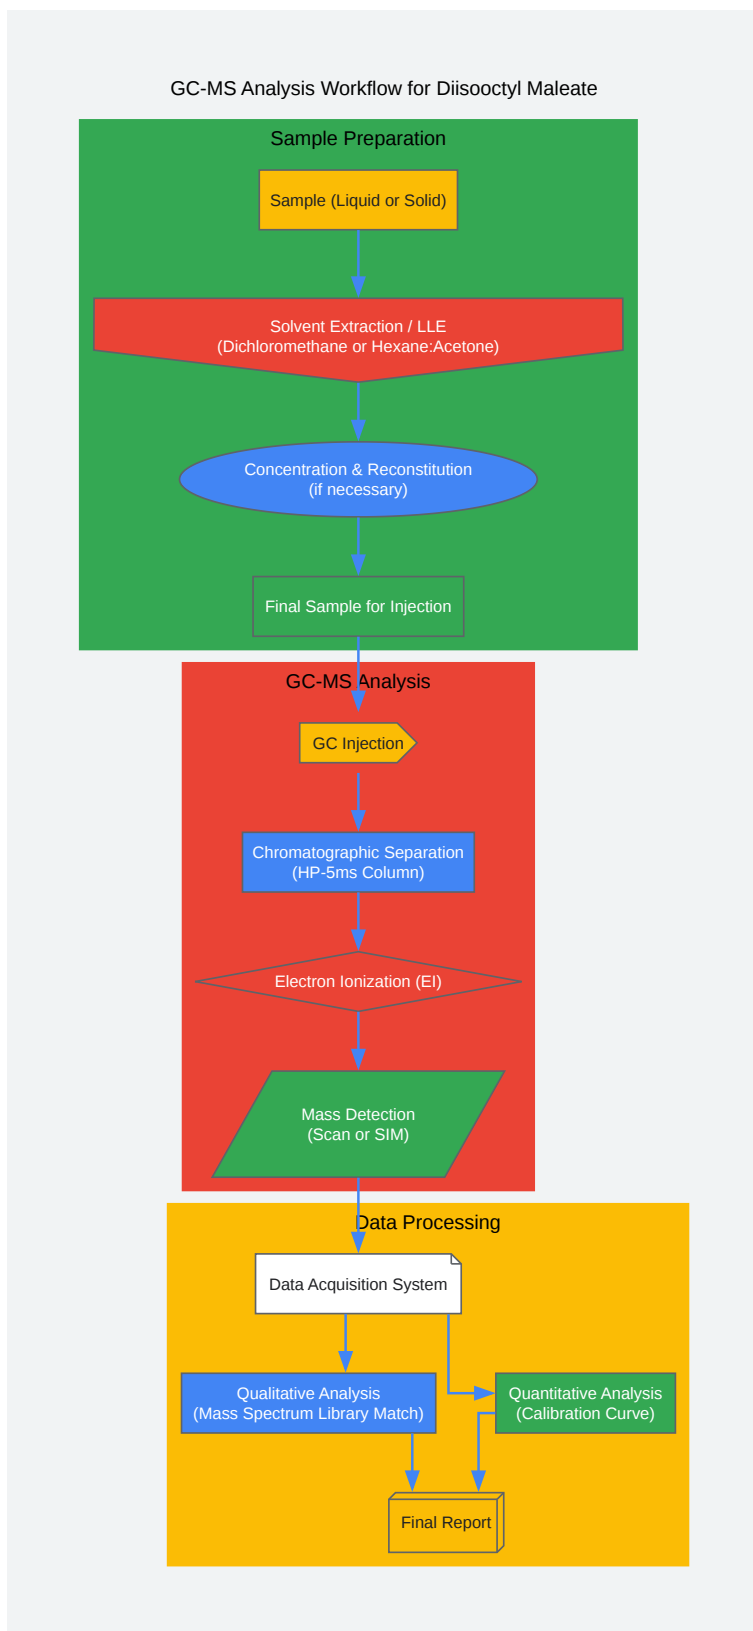 GC-MS Analysis Workflow for Diisooctyl Maleate
Sample Preparation
Sample (Liquid or Solid)
Solvent Extraction / LLE
(Dichloromethane or Hexane:Acetone)
Concentration & Reconstitution
(if necessary)
Final Sample for Injection
GC-MS Analysis
GC Injection
Chromatographic Separation
(HP-5ms Column)
Electron Ionization (EI)
Mass Detection
(Scan or SIM)
Data Processing
Data Acquisition System
Qualitative Analysis
(Mass Spectrum Library Match)
Quantitative Analysis
(Calibration Curve)
Final Report